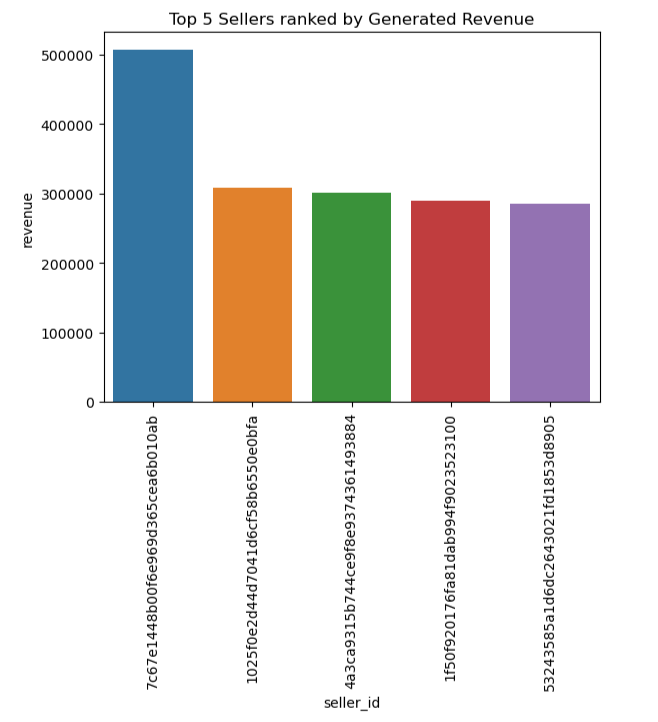 Top 5 Sellers ranked by Generated Revenue
revenue
500000
400000
300000
200000
100000
0
7c67e1448b00f6e969d365cea6b010ab
1025f0e2d44d7041d6cf58b6550e0bfa
4a3ca9315b744ce9f8e9374361493884
1f50f920176fa81dab994f9023523100
53243585a1d6dc2643021fd1853d8905
seller_id